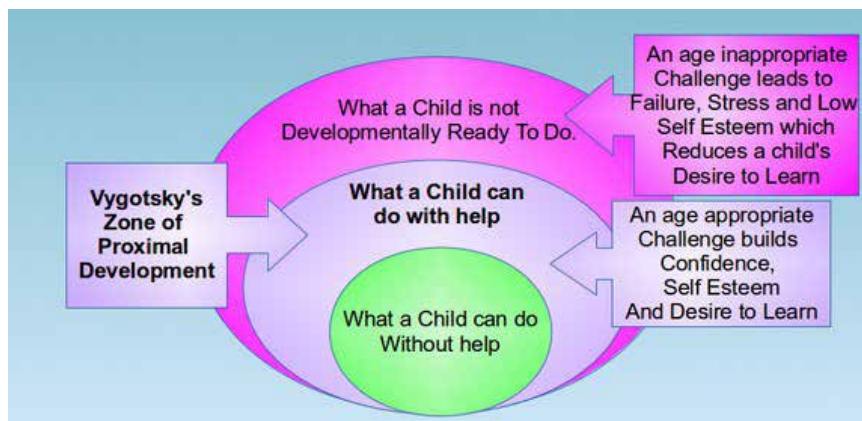 What a Child is not
Developmentally Ready To Do.
An age inappropriate
Challenge leads to
Failure, Stress and Low
Self Esteem which
Reduces a child's
Desire to Learn
Vygotsky's
Zone of
Proximal
Development
What a Child can
do with help
An age appropriate
Challenge builds
Confidence,
Self Esteem
And Desire to Learn
What a Child can do
Without help